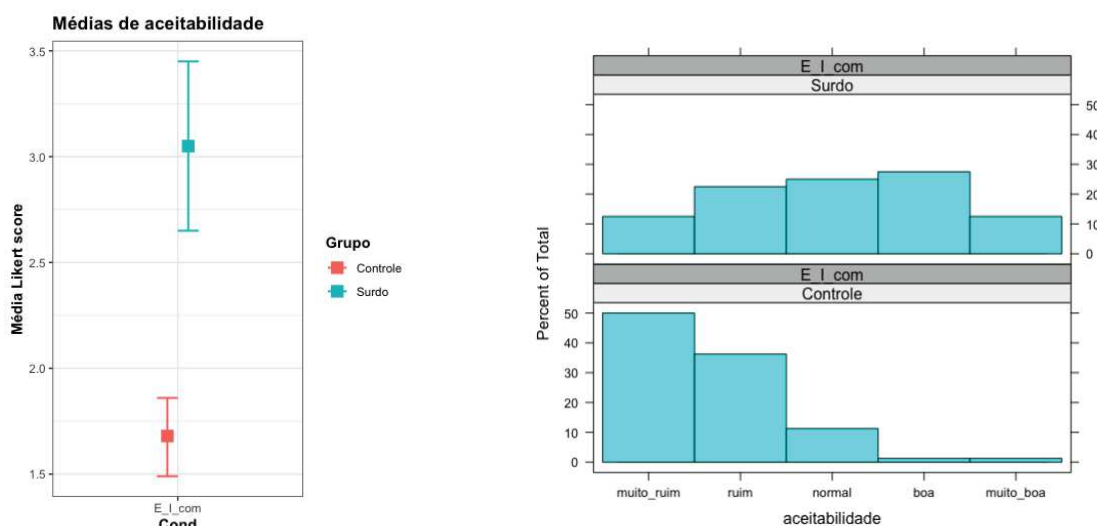 Médias de aceitabilidade
3.5
3.0
2.5
2.0
1.5
Média Likert score
E_I_com
Cond
Grupo
Controle
Surdo
E_I_com
Surdo
50
40
30
20
10
0
E_I_com
Controle
50
40
30
20
10
0
Percent of Total
muito_ruim ruim normal boa muito_boa
aceitabilidade